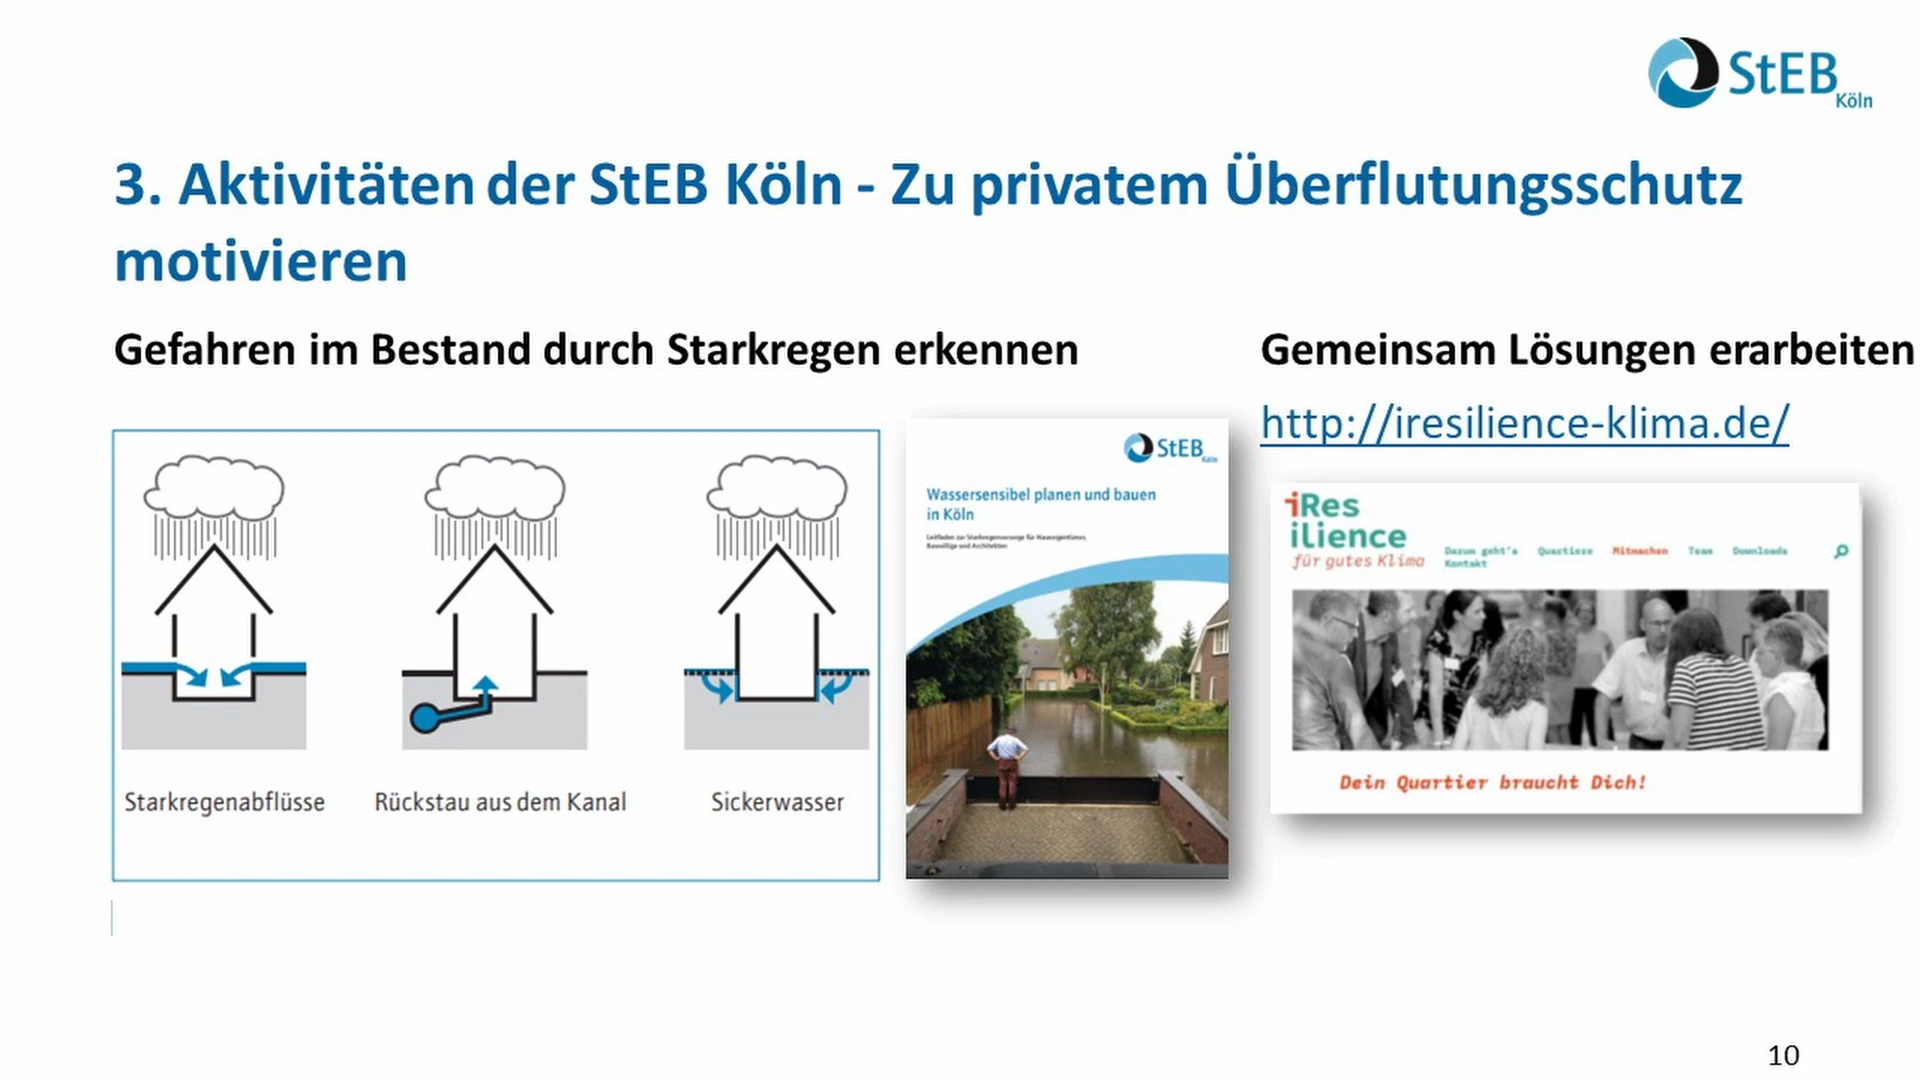 StEB
Köln
3. Aktivitäten der StEB Köln - Zu privatem Überflutungsschutz
motivieren
Gefahren im Bestand durch Starkregen erkennen
Gemeinsam Lösungen erarbeiten
http://iresilience-klima.de/
Starkregenabflüsse
Rückstau aus dem Kanal
Sickerwasser
StEB
Köln
Wassersensibel planen und bauen
in Köln
Leitfaden zur Starkregenvorsorge für Hauseigentümer,
Bauwillige und Architekten
iRes
ilience
für gutes Klima
Darum geht's Quartiere Mitmachen Team Downloads
Kontakt
Dein Quartier braucht Dich!
10